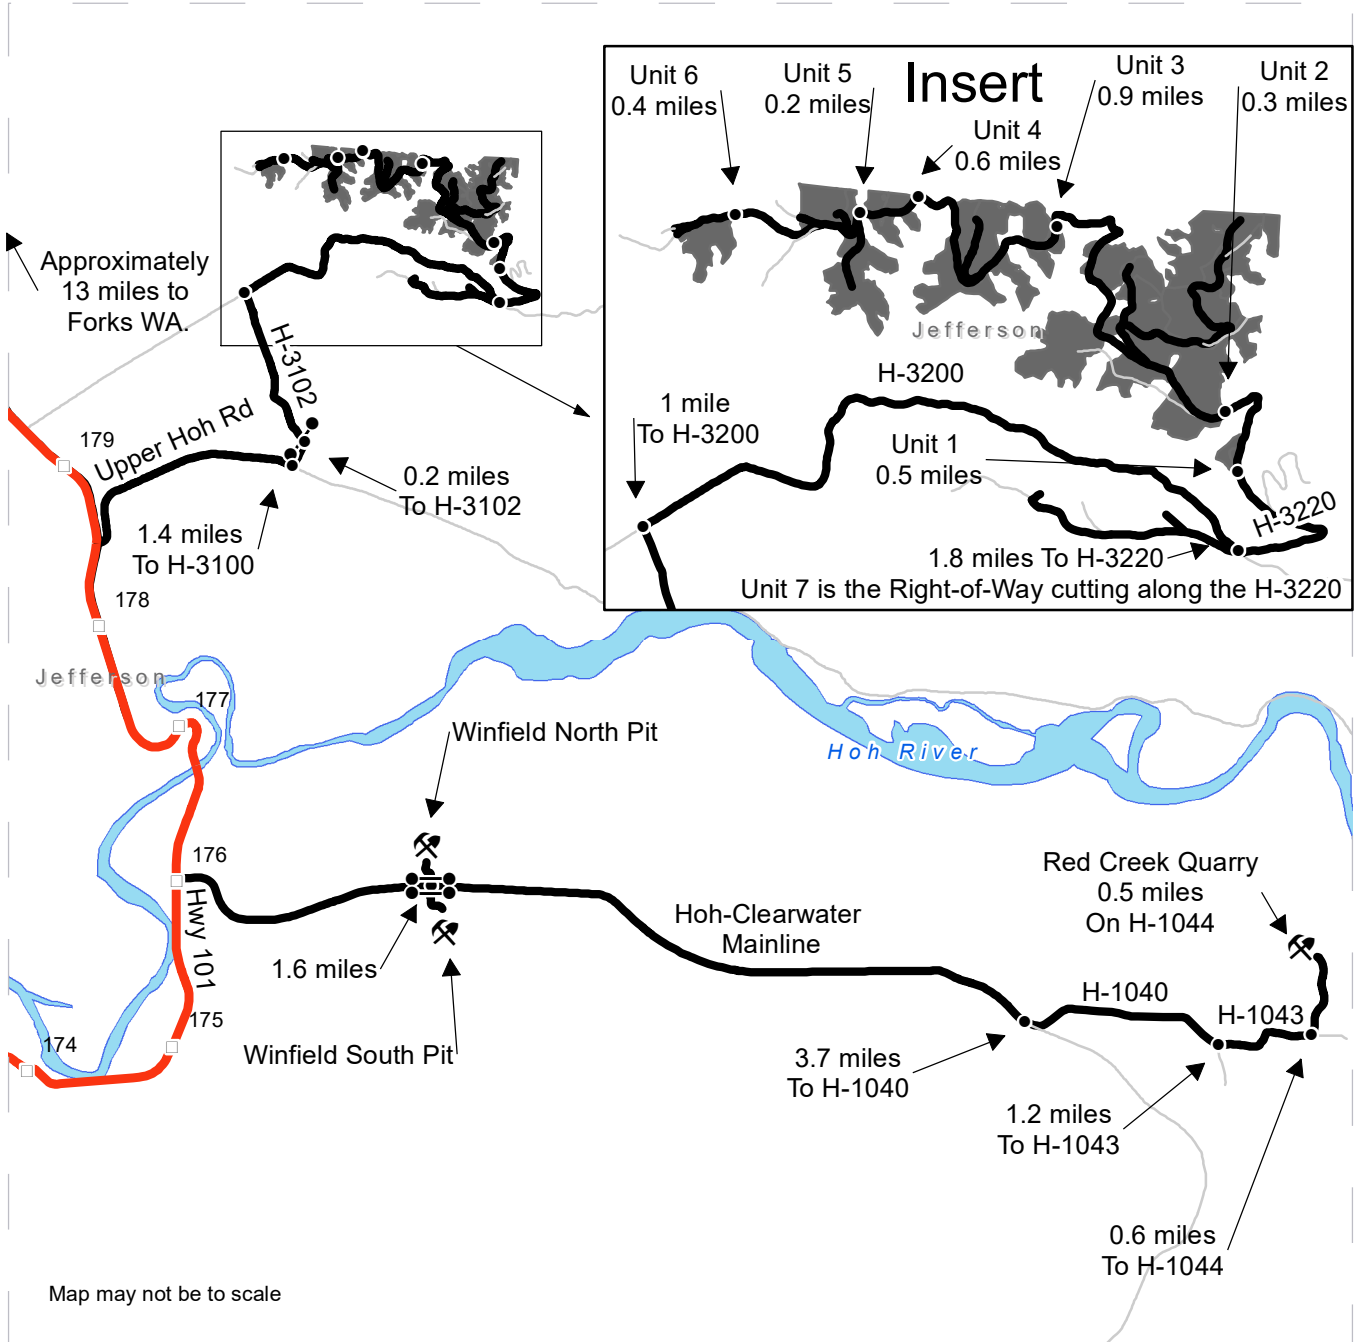 Insert
Unit 6
0.4 miles
Unit 5
0.2 miles
Unit 4
0.6 miles
Unit 3
0.9 miles
Unit 2
0.3 miles
Jefferson
H-3200
1 mile
To H-3200
Unit 1
0.5 miles
H-3220
1.8 miles To H-3220
Unit 7 is the Right-of-Way cutting along the H-3220
Approximately
13 miles to
Forks WA.
H-3102
Upper Hoh Rd
179
0.2 miles
To H-3102
1.4 miles
To H-3100
178
Jefferson
177
Winfield North Pit
Hoh River
176
Hwy 101
Hoh-Clearwater
Mainline
Red Creek Quarry
0.5 miles
On H-1044
1.6 miles
H-1040
H-1043
175
174
Winfield South Pit
3.7 miles
To H-1040
1.2 miles
To H-1043
0.6 miles
To H-1044
Map may not be to scale